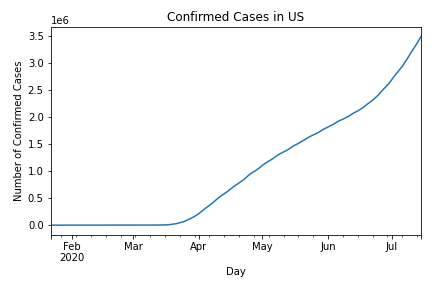 Confirmed Cases in US
1e6
3.5
3.0
2.5
2.0
1.5
1.0
0.5
0.0
Number of Confirmed Cases
Feb Mar Apr May Jun Jul
2020
Day